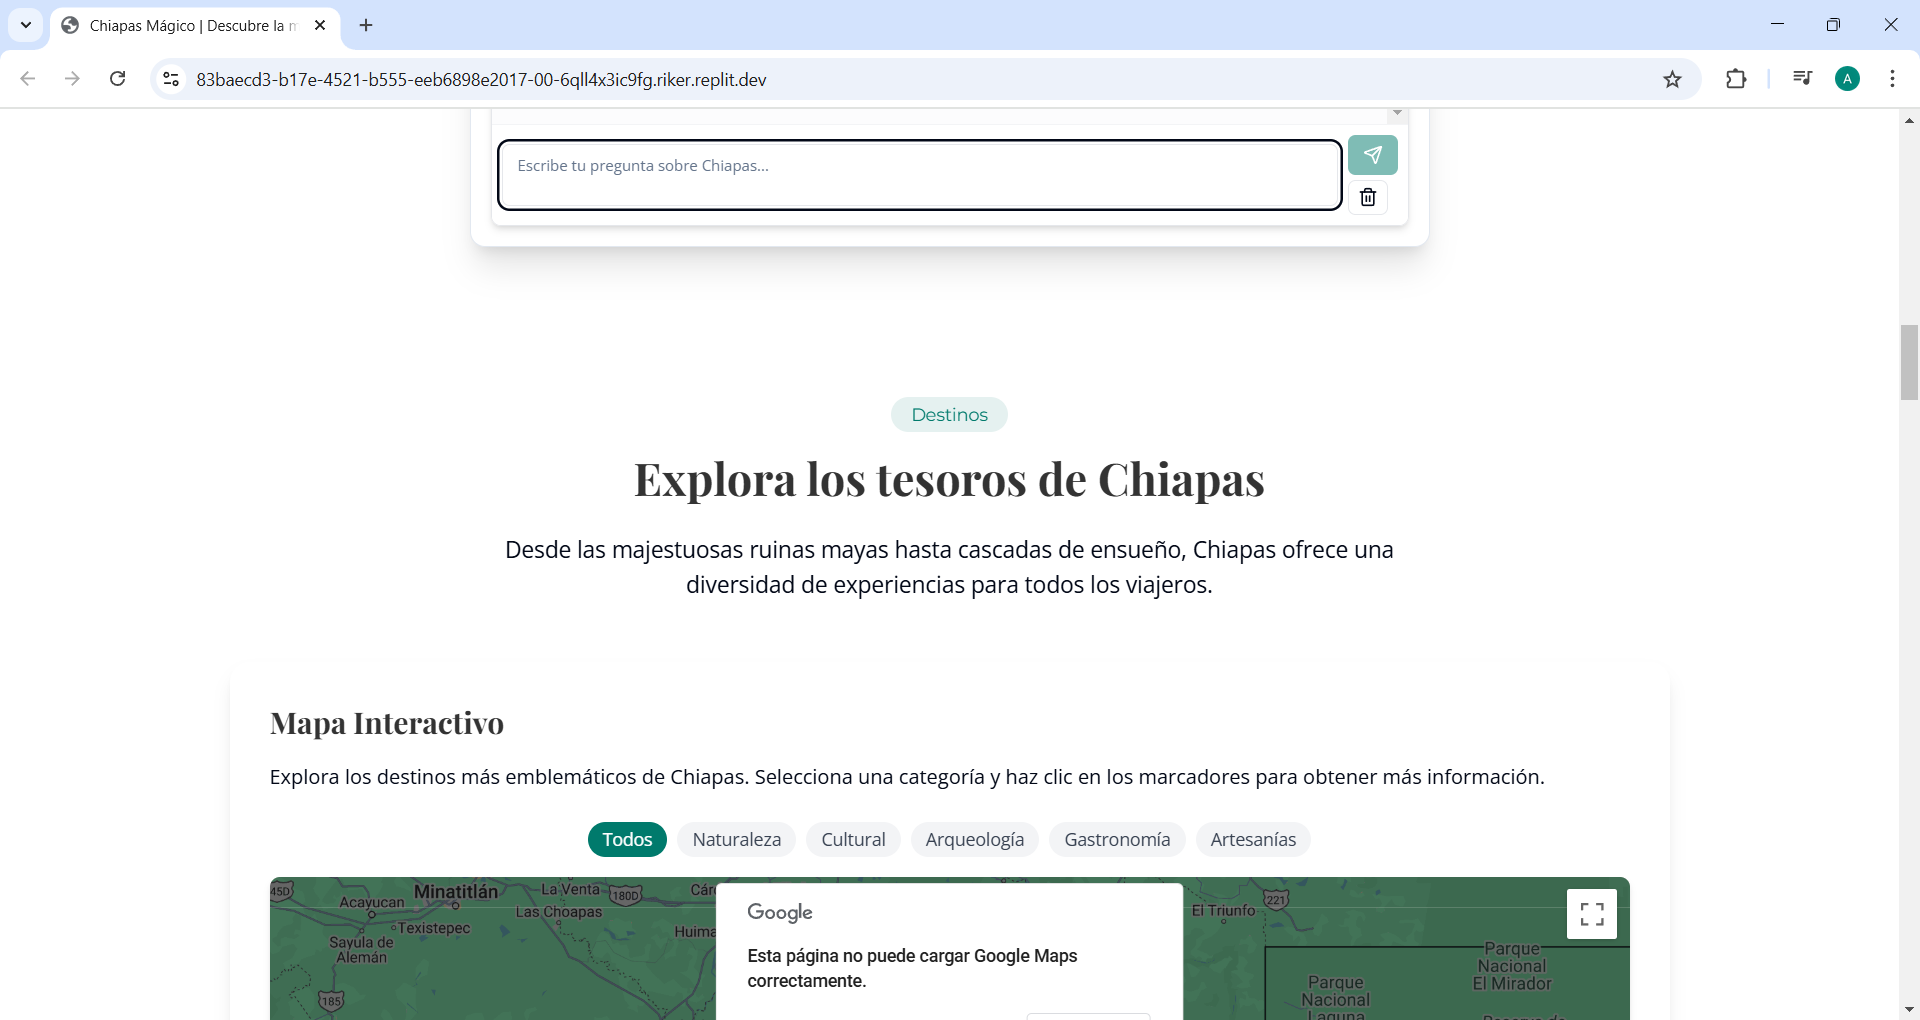 Chiapas Mágico | Descubre la m
83baecd3-b17e-4521-b555-eeb6898e2017-00-6qll4x3ic9fg.riker.replit.dev
A
Escribe tu pregunta sobre Chiapas...
Destinos
Explora los tesoros de Chiapas
Desde las majestuosas ruinas mayas hasta cascadas de ensueño, Chiapas ofrece una
diversidad de experiencias para todos los viajeros.
Mapa Interactivo
Explora los destinos más emblemáticos de Chiapas. Selecciona una categoría y haz clic en los marcadores para obtener más información.
Todos Naturaleza Cultural Arqueología Gastronomía Artesanías
45D
Minatitlán
La Venta
180D
Cár
Acayucan
Las Choapas
Texistepec
Huima
Sayula de
Alemán
185
Google
Esta página no puede cargar Google Maps
correctamente.
El Triunfo
221
Parque
Nacional
El Mirador
Parque
Nacional
Laguna